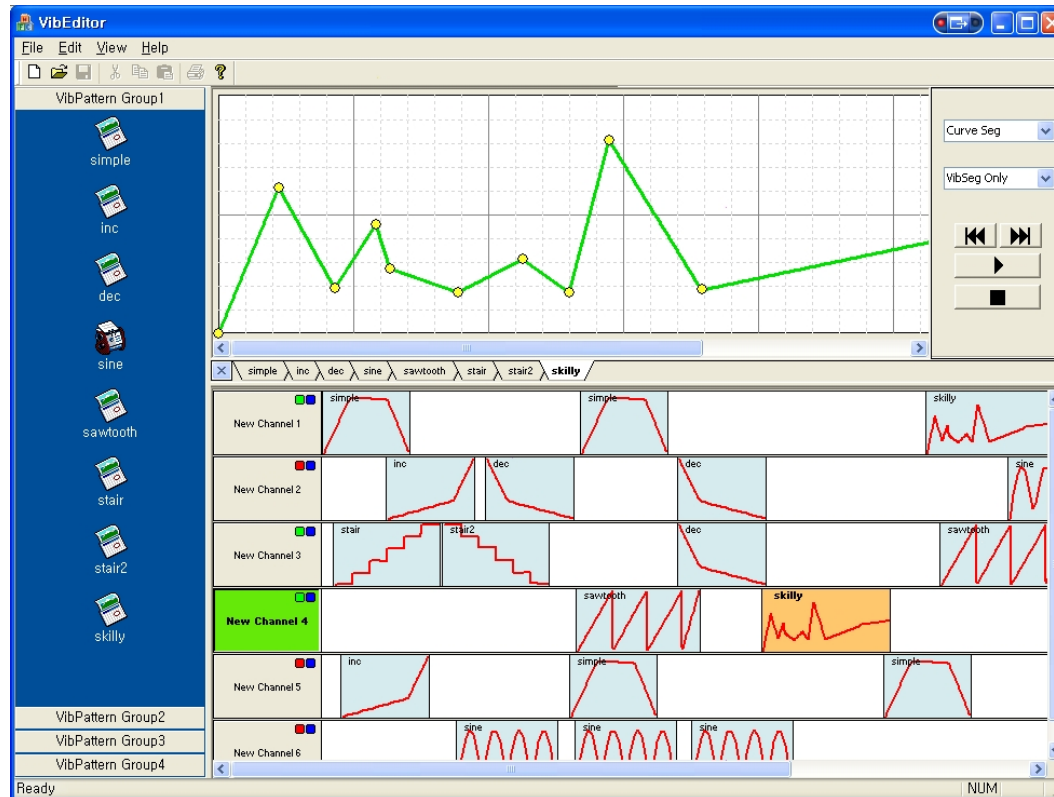 VibEditor
File Edit View Help
VibPattern Group1
simple
inc
dec
sine
sawtooth
stair
stair2
skilly
VibPattern Group2
VibPattern Group3
VibPattern Group4
Curve Seg
VibSeg Only
simple inc dec sine sawtooth stair stair2 skilly
New Channel 1 simple simple skilly
New Channel 2 inc dec dec sine
New Channel 3 stair stair2 dec sawtooth
New Channel 4 sawtooth skilly
New Channel 5 inc simple simple
New Channel 6 sine sine sine
Ready NUM